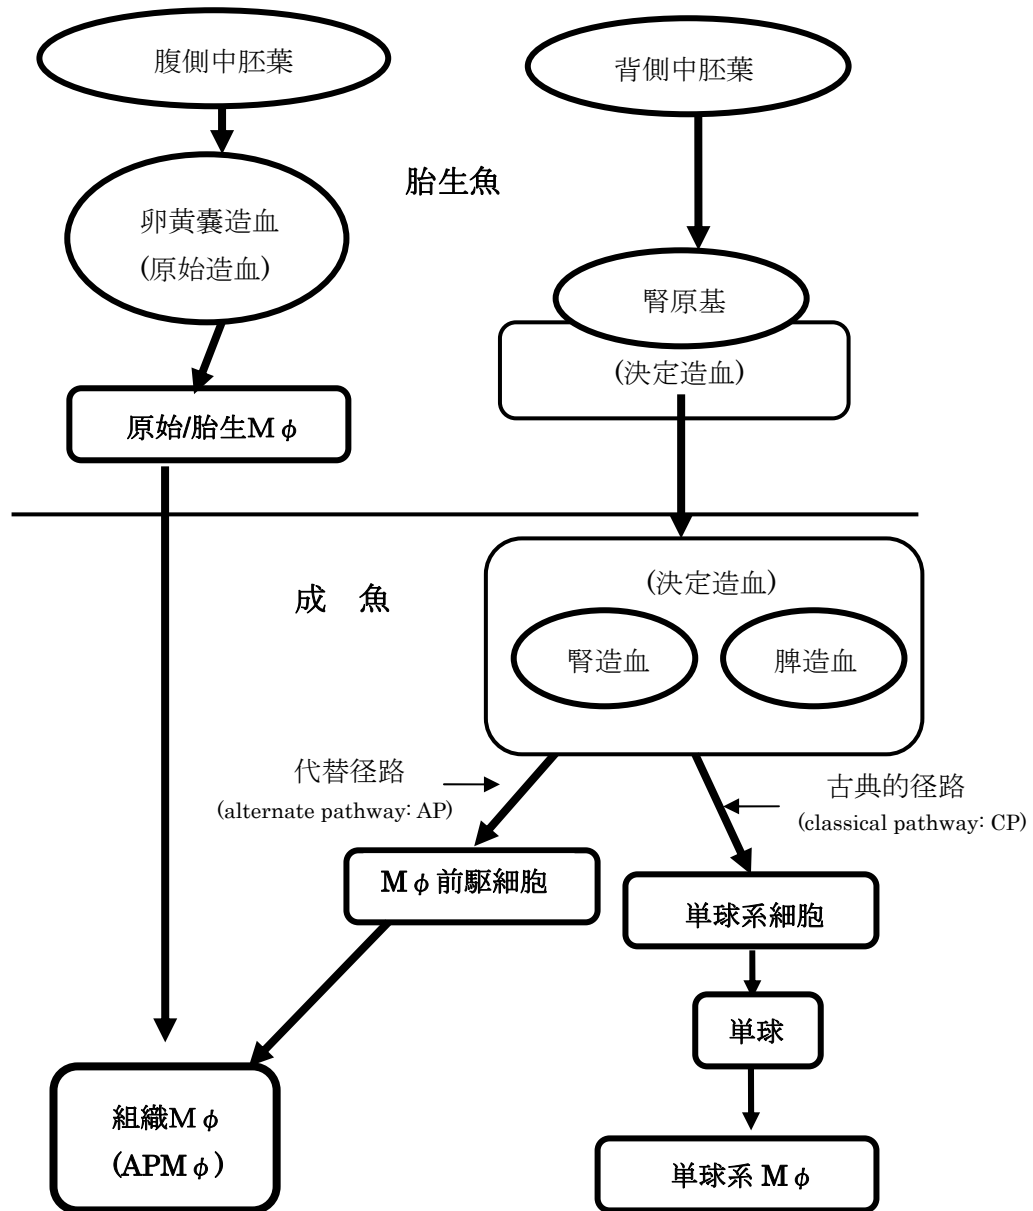 腹側中胚葉
背側中胚葉
胎生魚
卵黄嚢造血
(原始造血)
腎原基
(決定造血)
原始/胎生Mφ
(決定造血)
成　魚
腎造血
脾造血
代替径路
(alternate pathway: AP)
古典的径路
(classical pathway: CP)
Mφ前駆細胞
単球系細胞
単球
組織Mφ
(APMφ)
単球系 Mφ